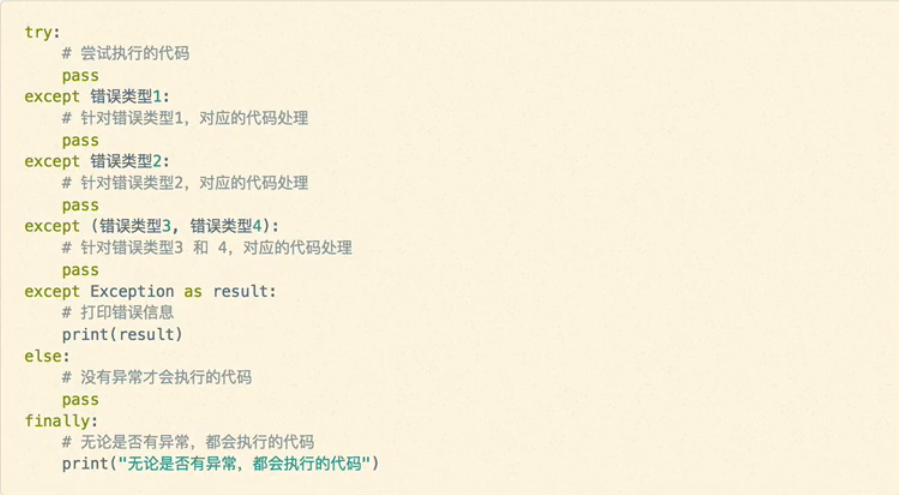 try:
    # 尝试执行的代码
    pass
except 错误类型1:
    # 针对错误类型1，对应的代码处理
    pass
except 错误类型2:
    # 针对错误类型2，对应的代码处理
    pass
except (错误类型3, 错误类型4):
    # 针对错误类型3 和 4，对应的代码处理
    pass
except Exception as result:
    # 打印错误信息
    print(result)
else:
    # 没有异常才会执行的代码
    pass
finally:
    # 无论是否有异常，都会执行的代码
    print("无论是否有异常，都会执行的代码")